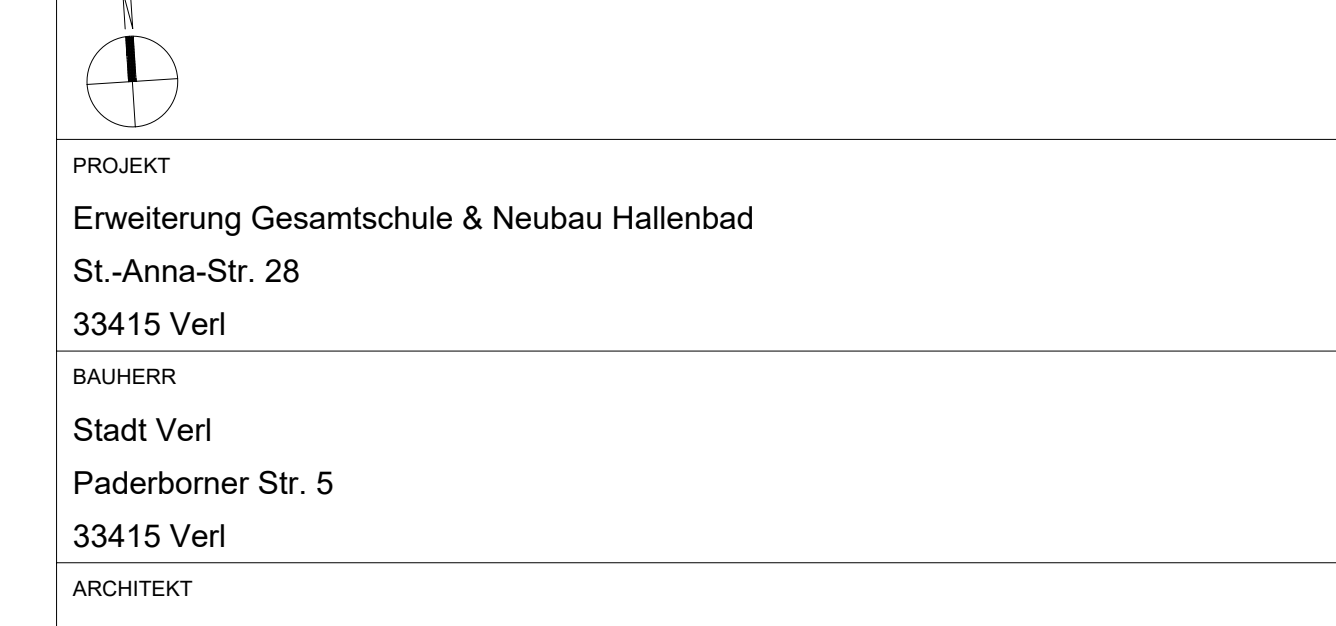 PROJEKT
Erweiterung Gesamtschule & Neubau Hallenbad
St.-Anna-Str. 28
33415 Verl
BAUHERR
Stadt Verl
Paderborner Str. 5
33415 Verl
ARCHITEKT